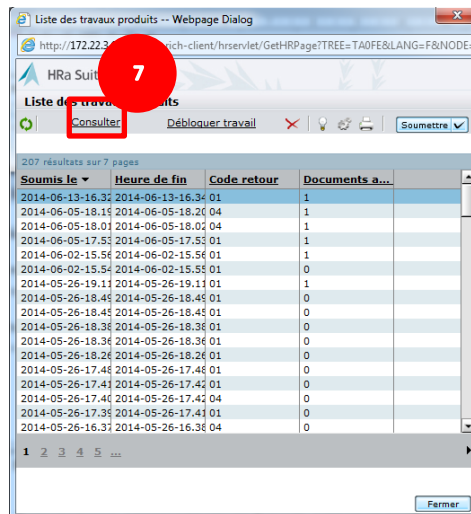 Liste des travaux produits -- Webpage Dialog
http://172.22.3 rich-client/hrservlet/GetHRPage?TREE=TA0FE&LANG=F&NODE=
HRa Suit
7
Liste des travaux its
Consulter Débloquer travail Soumettre
207 résultats sur 7 pages
Soumis le Heure de fin Code retour Documents a...
2014-06-13-16.32 2014-06-13-16.34 01 1
2014-06-05-18.19 2014-06-05-18.20 04 1
2014-06-05-18.01 2014-06-05-18.02 04 1
2014-06-05-17.53 2014-06-05-17.53 01 1
2014-06-02-15.56 2014-06-02-15.56 01 1
2014-06-02-15.54 2014-06-02-15.55 01 0
2014-05-26-19.11 2014-05-26-19.11 01 1
2014-05-26-18.49 2014-05-26-18.49 01 0
2014-05-26-18.45 2014-05-26-18.45 01 0
2014-05-26-18.38 2014-05-26-18.38 01 0
2014-05-26-18.36 2014-05-26-18.36 01 0
2014-05-26-18.26 2014-05-26-18.26 01 0
2014-05-26-17.48 2014-05-26-17.48 01 0
2014-05-26-17.41 2014-05-26-17.42 01 0
2014-05-26-17.40 2014-05-26-17.42 04 0
2014-05-26-17.39 2014-05-26-17.41 01 0
2014-05-26-16.37 2014-05-26-16.38 04 0
1 2 3 4 5 ...
Fermer